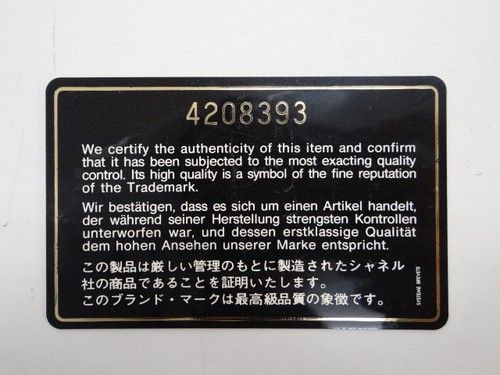 4208393
We certify the authenticity of this item and confirm
that it has been subjected to the most exacting quality
control. Its high quality is a symbol of the fine reputation
of the Trademark.
Wir bestätigen, dass es sich um einen Artikel handelt,
der während seiner Herstellung strengsten Kontrollen
unterworfen war, und dessen erstklassige Qualität
dem hohen Ansehen unserer Marke entspricht.
この製品は厳しい管理のもとに製造されたシャネル
社の商品であることを証明いたします。
このブランド・マークは最高級品質の象徴です。
SYSTEME BREVETE